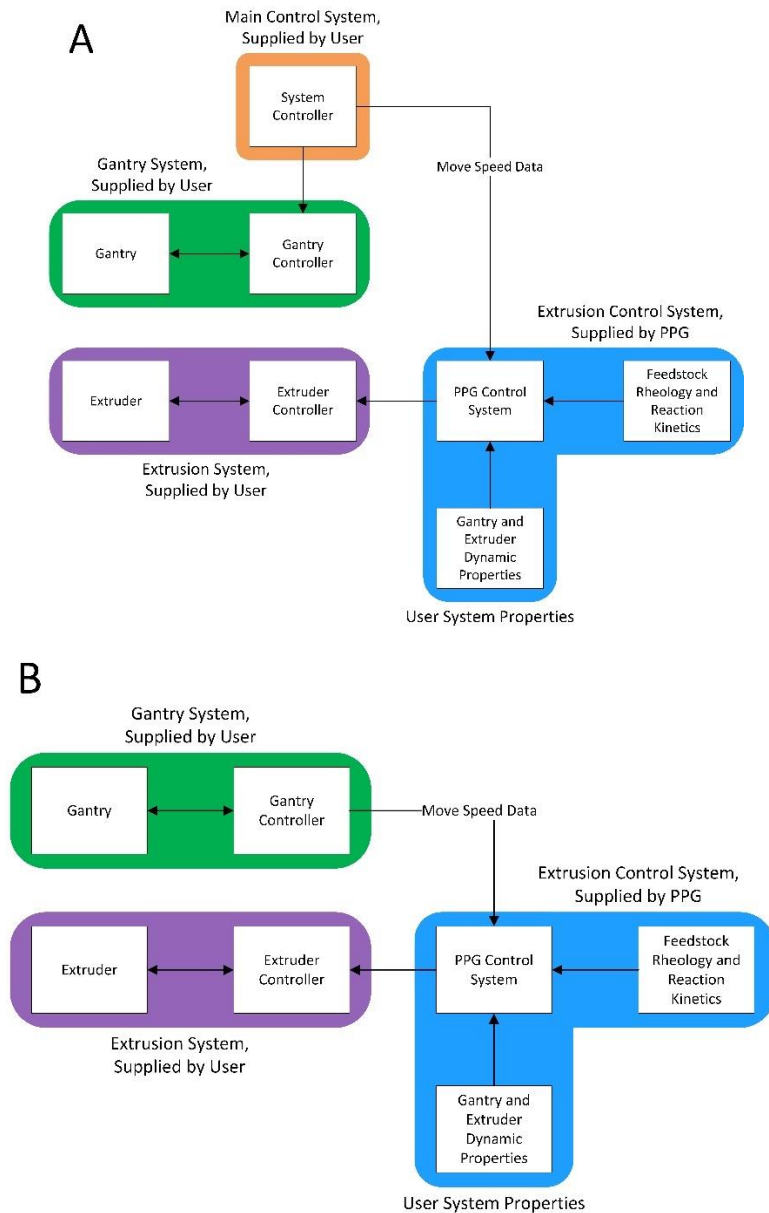 A
Main Control System,
Supplied by User
System
Controller
Move Speed Data
Gantry System,
Supplied by User
Gantry
Gantry
Controller
Extrusion Control System,
Supplied by PPG
Extruder
Extruder
Controller
PPG Control
System
Feedstock
Rheology and
Reaction
Kinetics
Extrusion System,
Supplied by User
Gantry and
Extruder
Dynamic
Properties
User System Properties
B
Gantry System,
Supplied by User
Gantry
Gantry
Controller
Move Speed Data
Extrusion Control System,
Supplied by PPG
Extruder
Extruder
Controller
PPG Control
System
Feedstock
Rheology and
Reaction
Kinetics
Extrusion System,
Supplied by User
Gantry and
Extruder
Dynamic
Properties
User System Properties